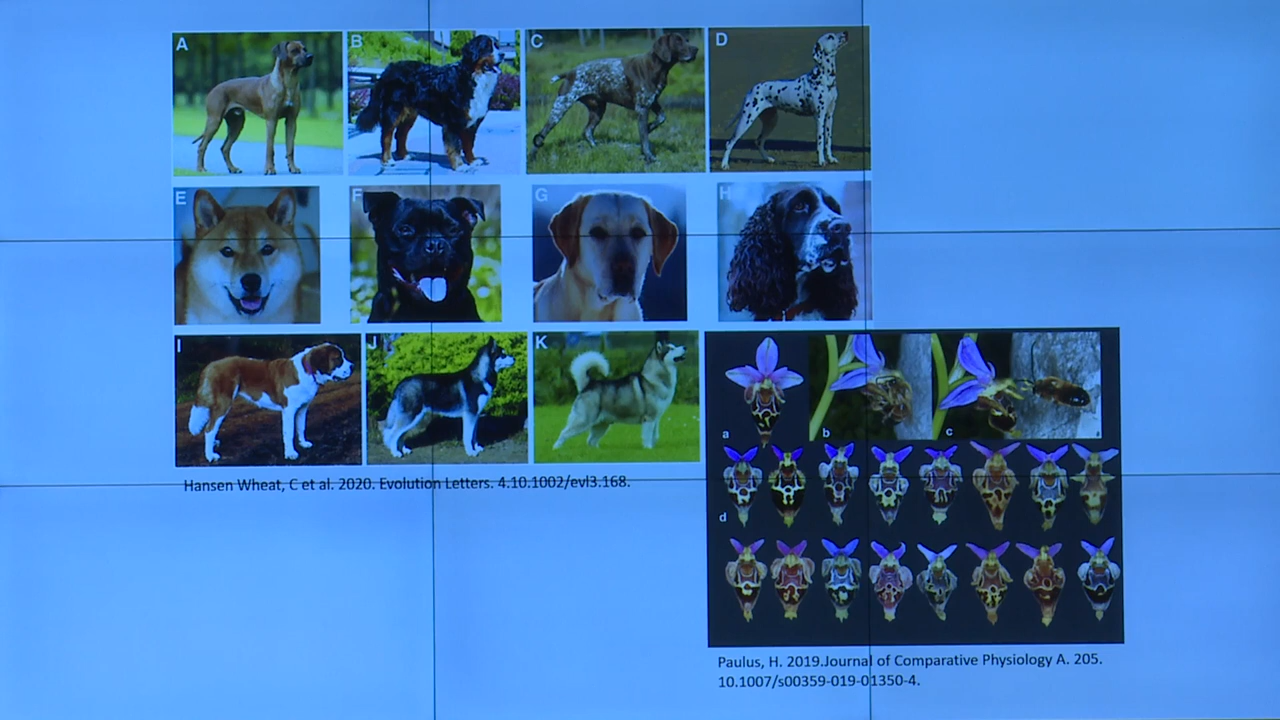 A
B
C
D
E
F
G
H
I
J
K
a
b
c
d
Hansen Wheat, C et al. 2020. Evolution Letters. 4.10.1002/evl3.168.
Paulus, H. 2019.Journal of Comparative Physiology A. 205.
10.1007/s00359-019-01350-4.